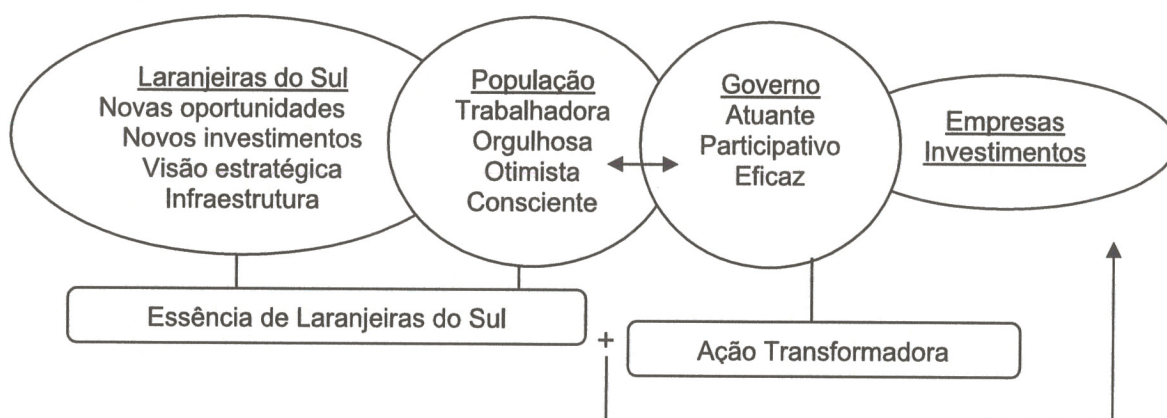 Laranjeiras do Sul
Novas oportunidades
Novos investimentos
Visão estratégica
Infraestrutura
População
Trabalhadora
Orgulhosa
Otimista
Consciente
Governo
Atuante
Participativo
Eficaz
Empresas
Investimentos
Essência de Laranjeiras do Sul
+
Ação Transformadora